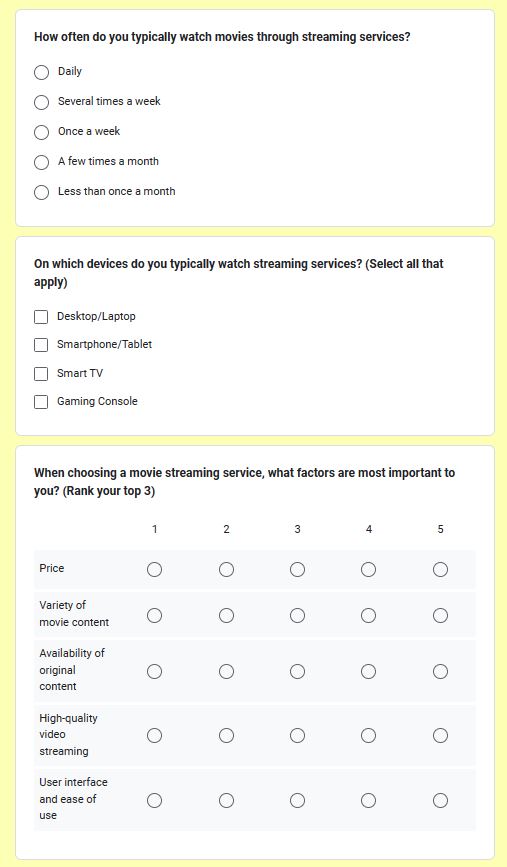 How often do you typically watch movies through streaming services?
Daily
Several times a week
Once a week
A few times a month
Less than once a month
On which devices do you typically watch streaming services? (Select all that
apply)
Desktop/Laptop
Smartphone/Tablet
Smart TV
Gaming Console
When choosing a movie streaming service, what factors are most important to
you? (Rank your top 3)
1 2 3 4 5
Price
Variety of
movie content
Availability of
original
content
High-quality
video
streaming
User interface
and ease of
use